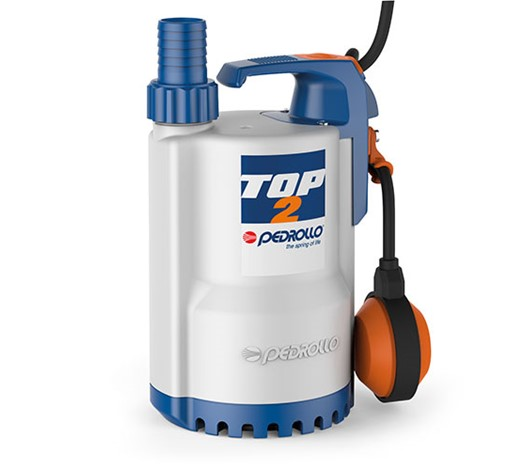 TOP
2
PEDROLLO
the spring of life
PEDROLLO